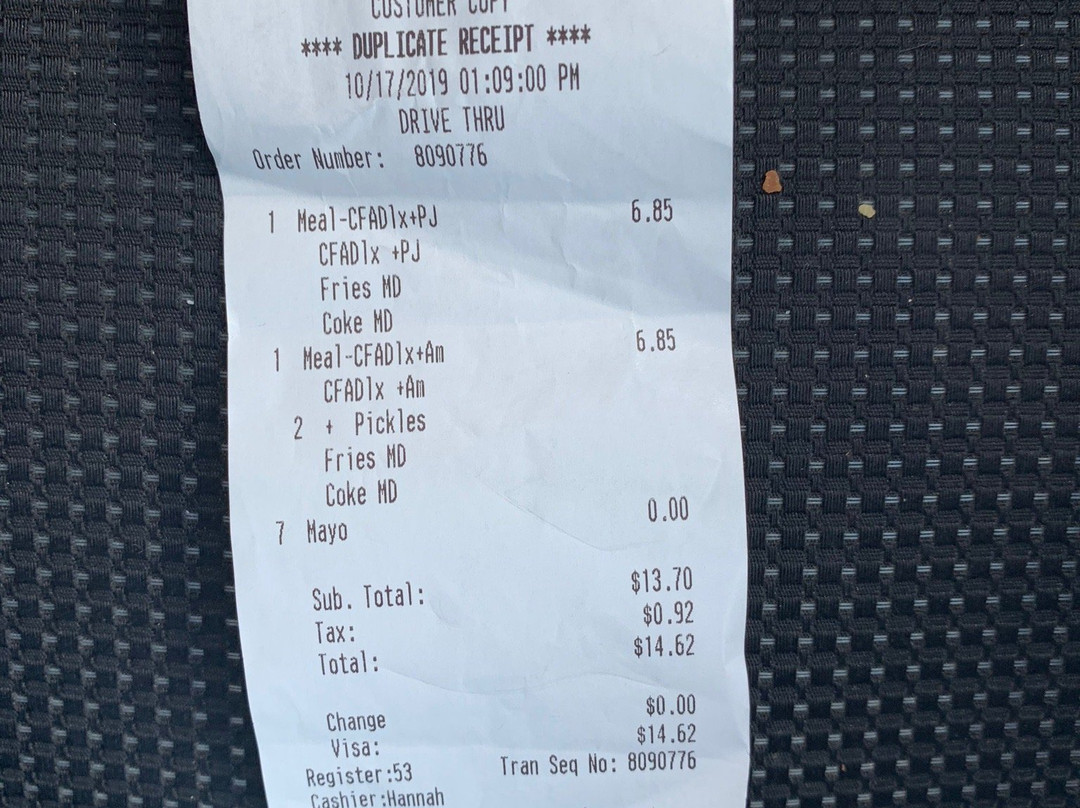 CUSTOMER COPY
**** DUPLICATE RECEIPT ****
10/17/2019 01:09:00 PM
DRIVE THRU
Order Number: 8090776
1 Meal-CFADlx+PJ 6.85
CFADlx +PJ
Fries MD
Coke MD
1 Meal-CFADlx+Am 6.85
CFADlx +Am
2 + Pickles
Fries MD
Coke MD
7 Mayo 0.00
Sub. Total: $13.70
Tax: $0.92
Total: $14.62
Change $0.00
Visa: $14.62
Register:53 Tran Seq No: 8090776
Cashier:Hannah